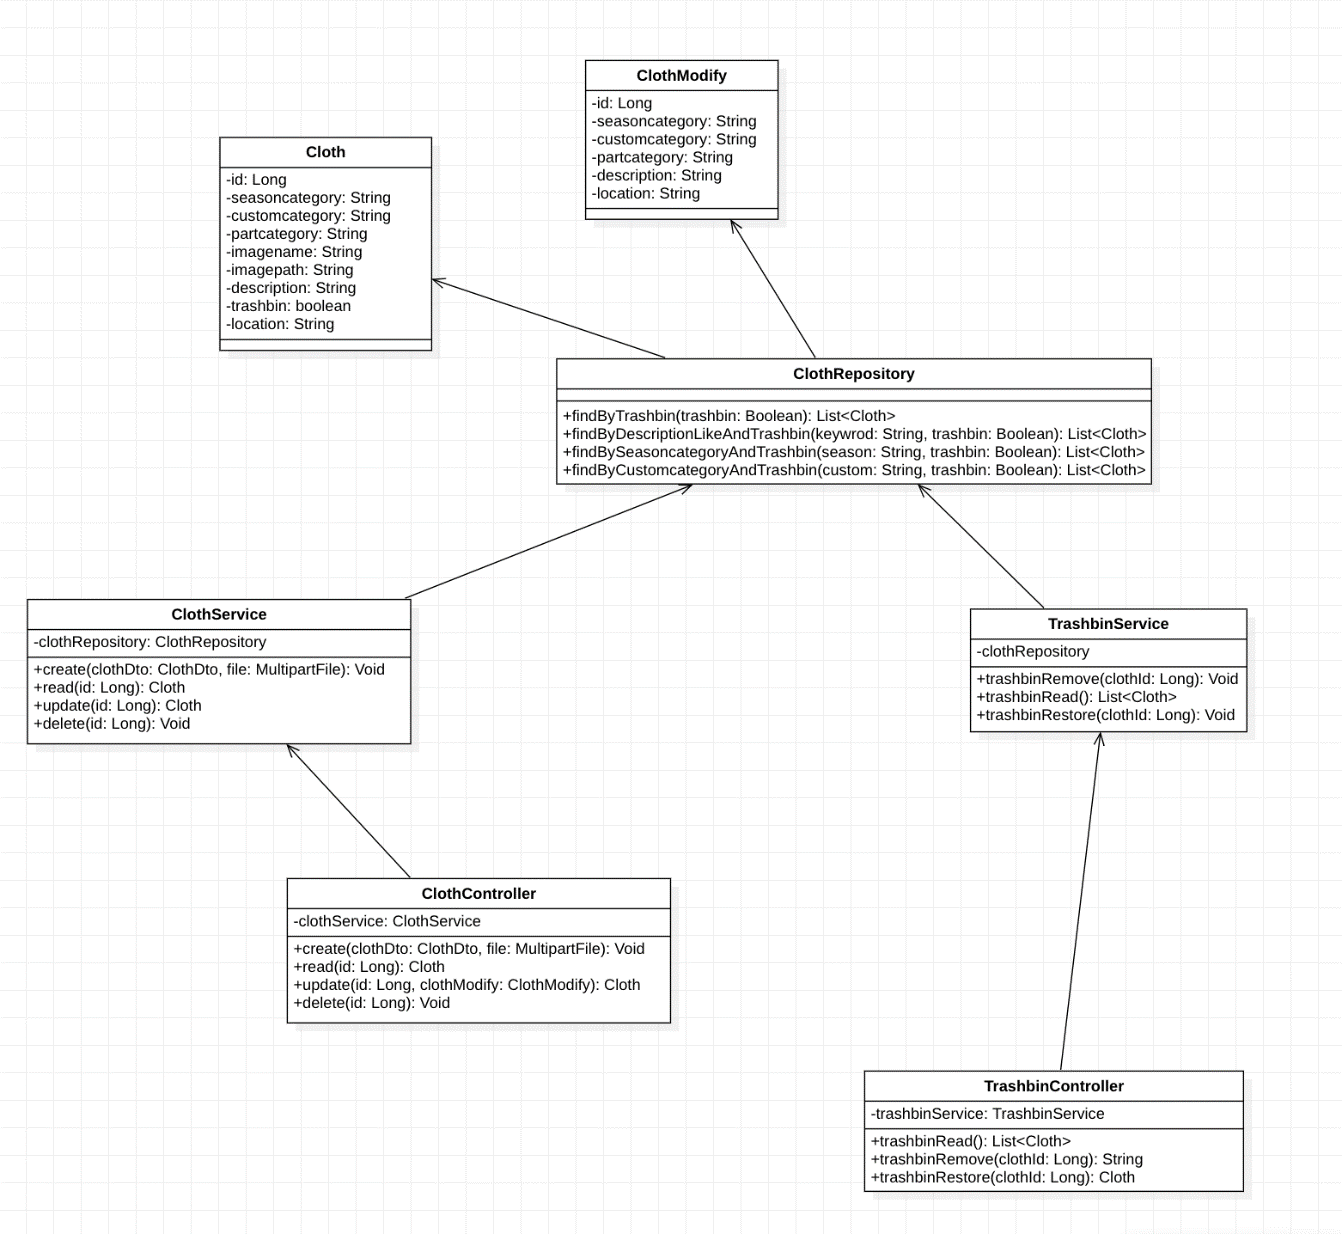 ClothModify
-id: Long
-seasoncategory: String
-customcategory: String
-partcategory: String
-description: String
-location: String
Cloth
-id: Long
-seasoncategory: String
-customcategory: String
-partcategory: String
-imagename: String
-imagepath: String
-description: String
-trashbin: boolean
-location: String
ClothRepository
+findByTrashbin(trashbin: Boolean): List<Cloth>
+findByDescriptionLikeAndTrashbin(keywrod: String, trashbin: Boolean): List<Cloth>
+findBySeasoncategoryAndTrashbin(season: String, trashbin: Boolean): List<Cloth>
+findByCustomcategoryAndTrashbin(custom: String, trashbin: Boolean): List<Cloth>
ClothService
-clothRepository: ClothRepository
+create(clothDto: ClothDto, file: MultipartFile): Void
+read(id: Long): Cloth
+update(id: Long): Cloth
+delete(id: Long): Void
TrashbinService
-clothRepository
+trashbinRemove(clothId: Long): Void
+trashbinRead(): List<Cloth>
+trashbinRestore(clothId: Long): Void
ClothController
-clothService: ClothService
+create(clothDto: ClothDto, file: MultipartFile): Void
+read(id: Long): Cloth
+update(id: Long, clothModify: ClothModify): Cloth
+delete(id: Long): Void
TrashbinController
-trashbinService: TrashbinService
+trashbinRead(): List<Cloth>
+trashbinRemove(clothId: Long): String
+trashbinRestore(clothId: Long): Cloth